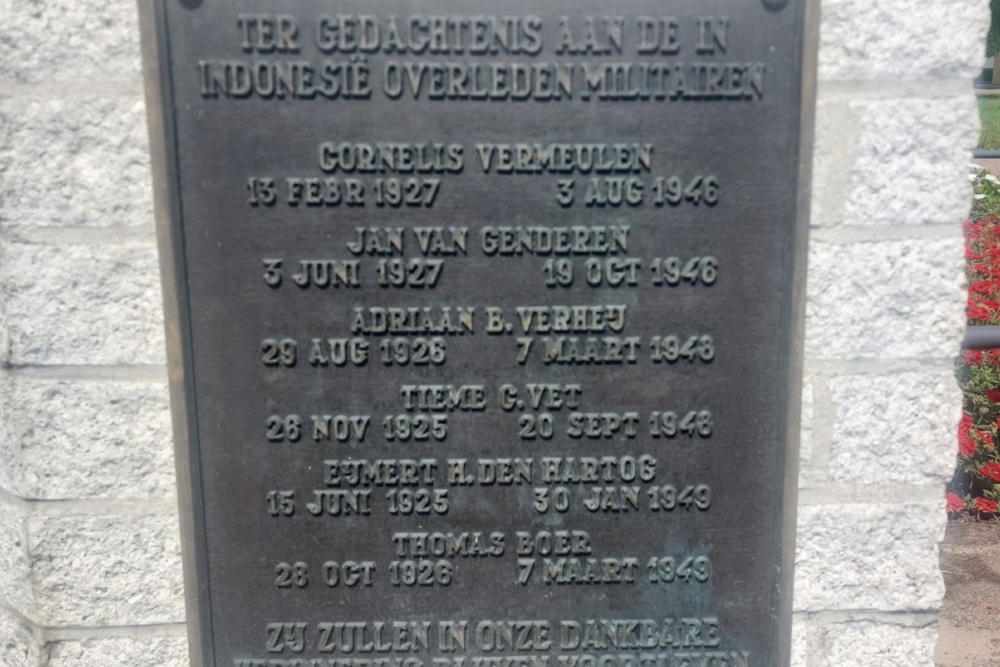 TER GEDACHTENIS AAN DE IN
INDONESIË OVERLEDEN MILITAIREN
CORNELIS VERMEULEN
13 FEBR 1927 3 AUG 1946
JAN VAN GENDEREN
3 JUNI 1927 19 OCT 1946
ADRIAAN B. VERHEIJ
29 AUG 1926 7 MAART 1948
TIEME G. VET
26 NOV 1925 20 SEPT 1948
EIJMERT H. DEN HARTOG
15 JUNI 1925 30 JAN 1949
THOMAS BOER
28 OCT 1926 7 MAART 1949
ZIJ ZULLEN IN ONZE DANKBARE